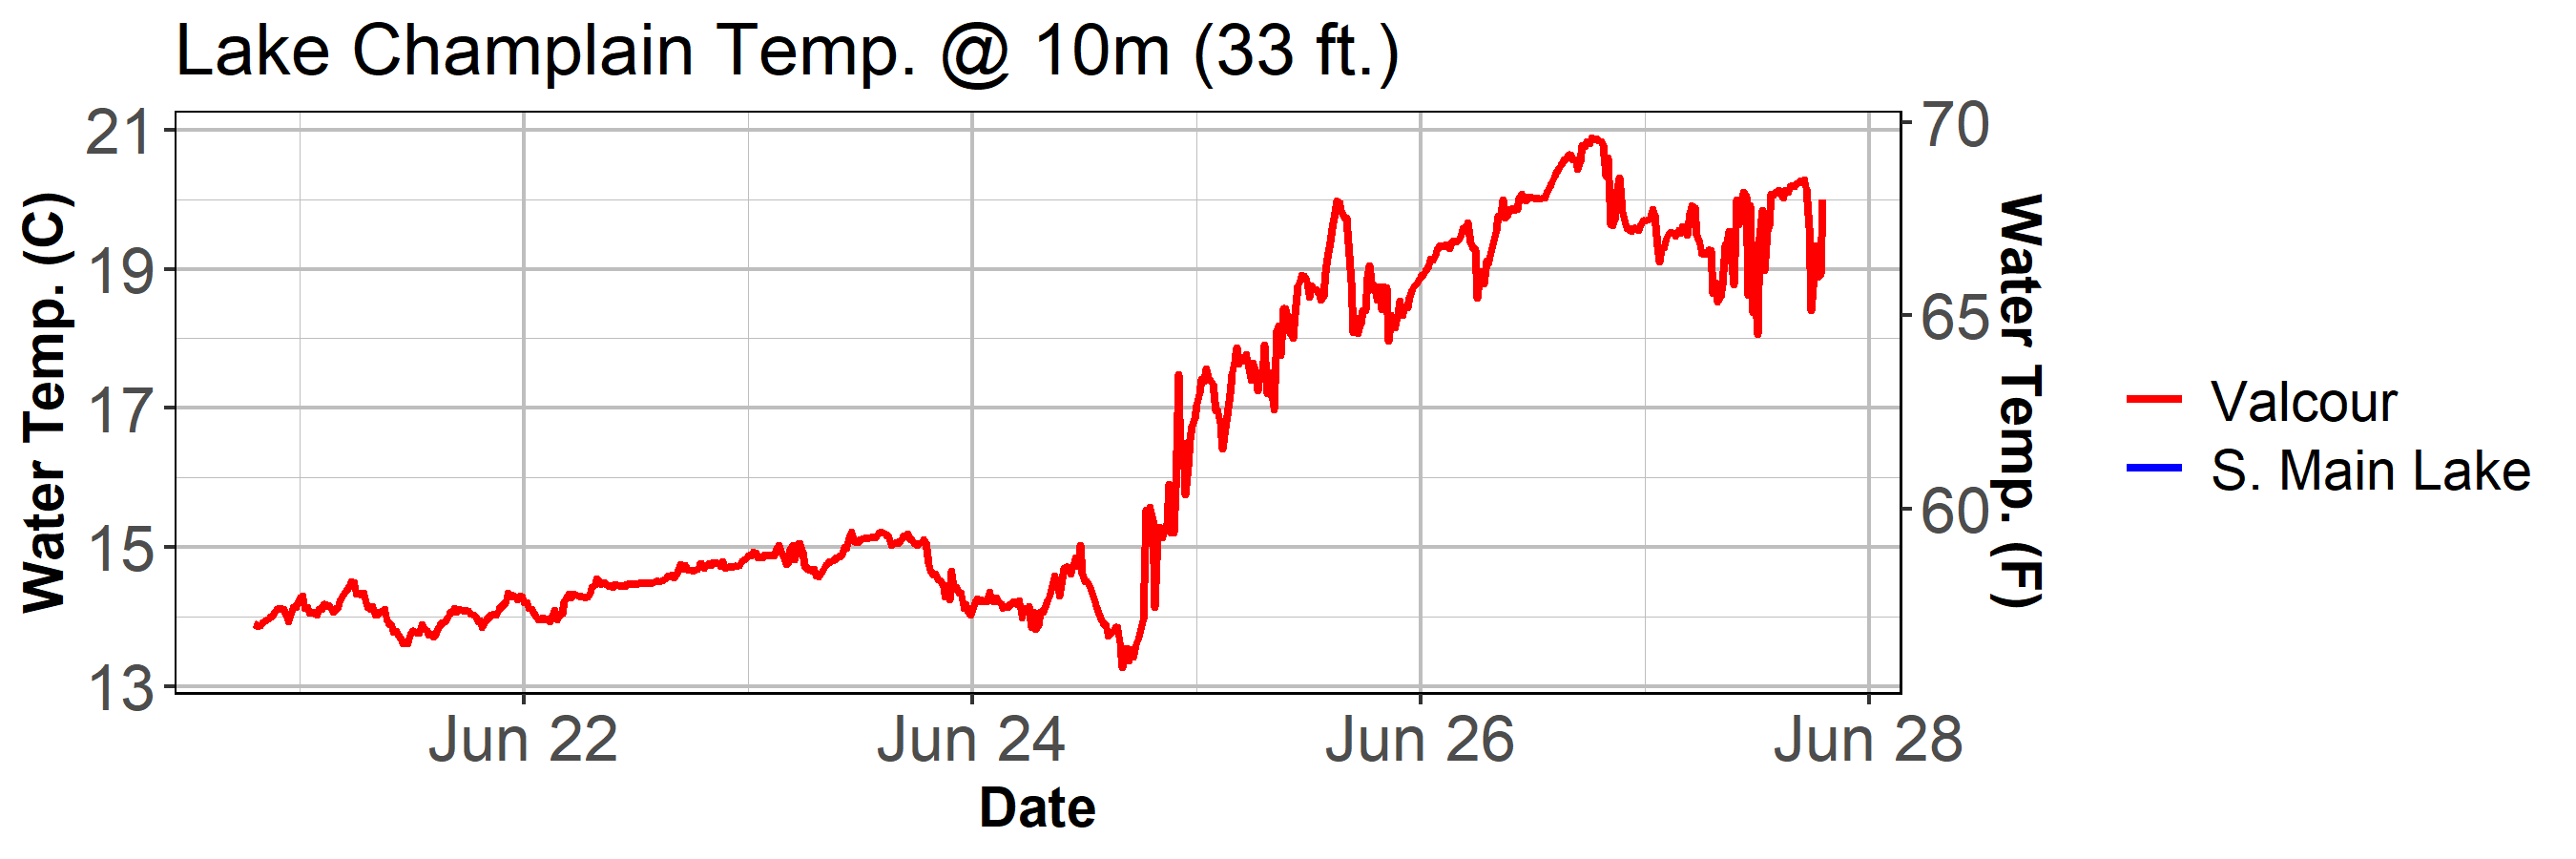 Lake Champlain Temp. @ 10m (33 ft.)
Water Temp. (C)
21
19
17
15
13
70
65
60
Water Temp. (F)
Jun 22
Jun 24
Jun 26
Jun 28
Date
Valcour
S. Main Lake